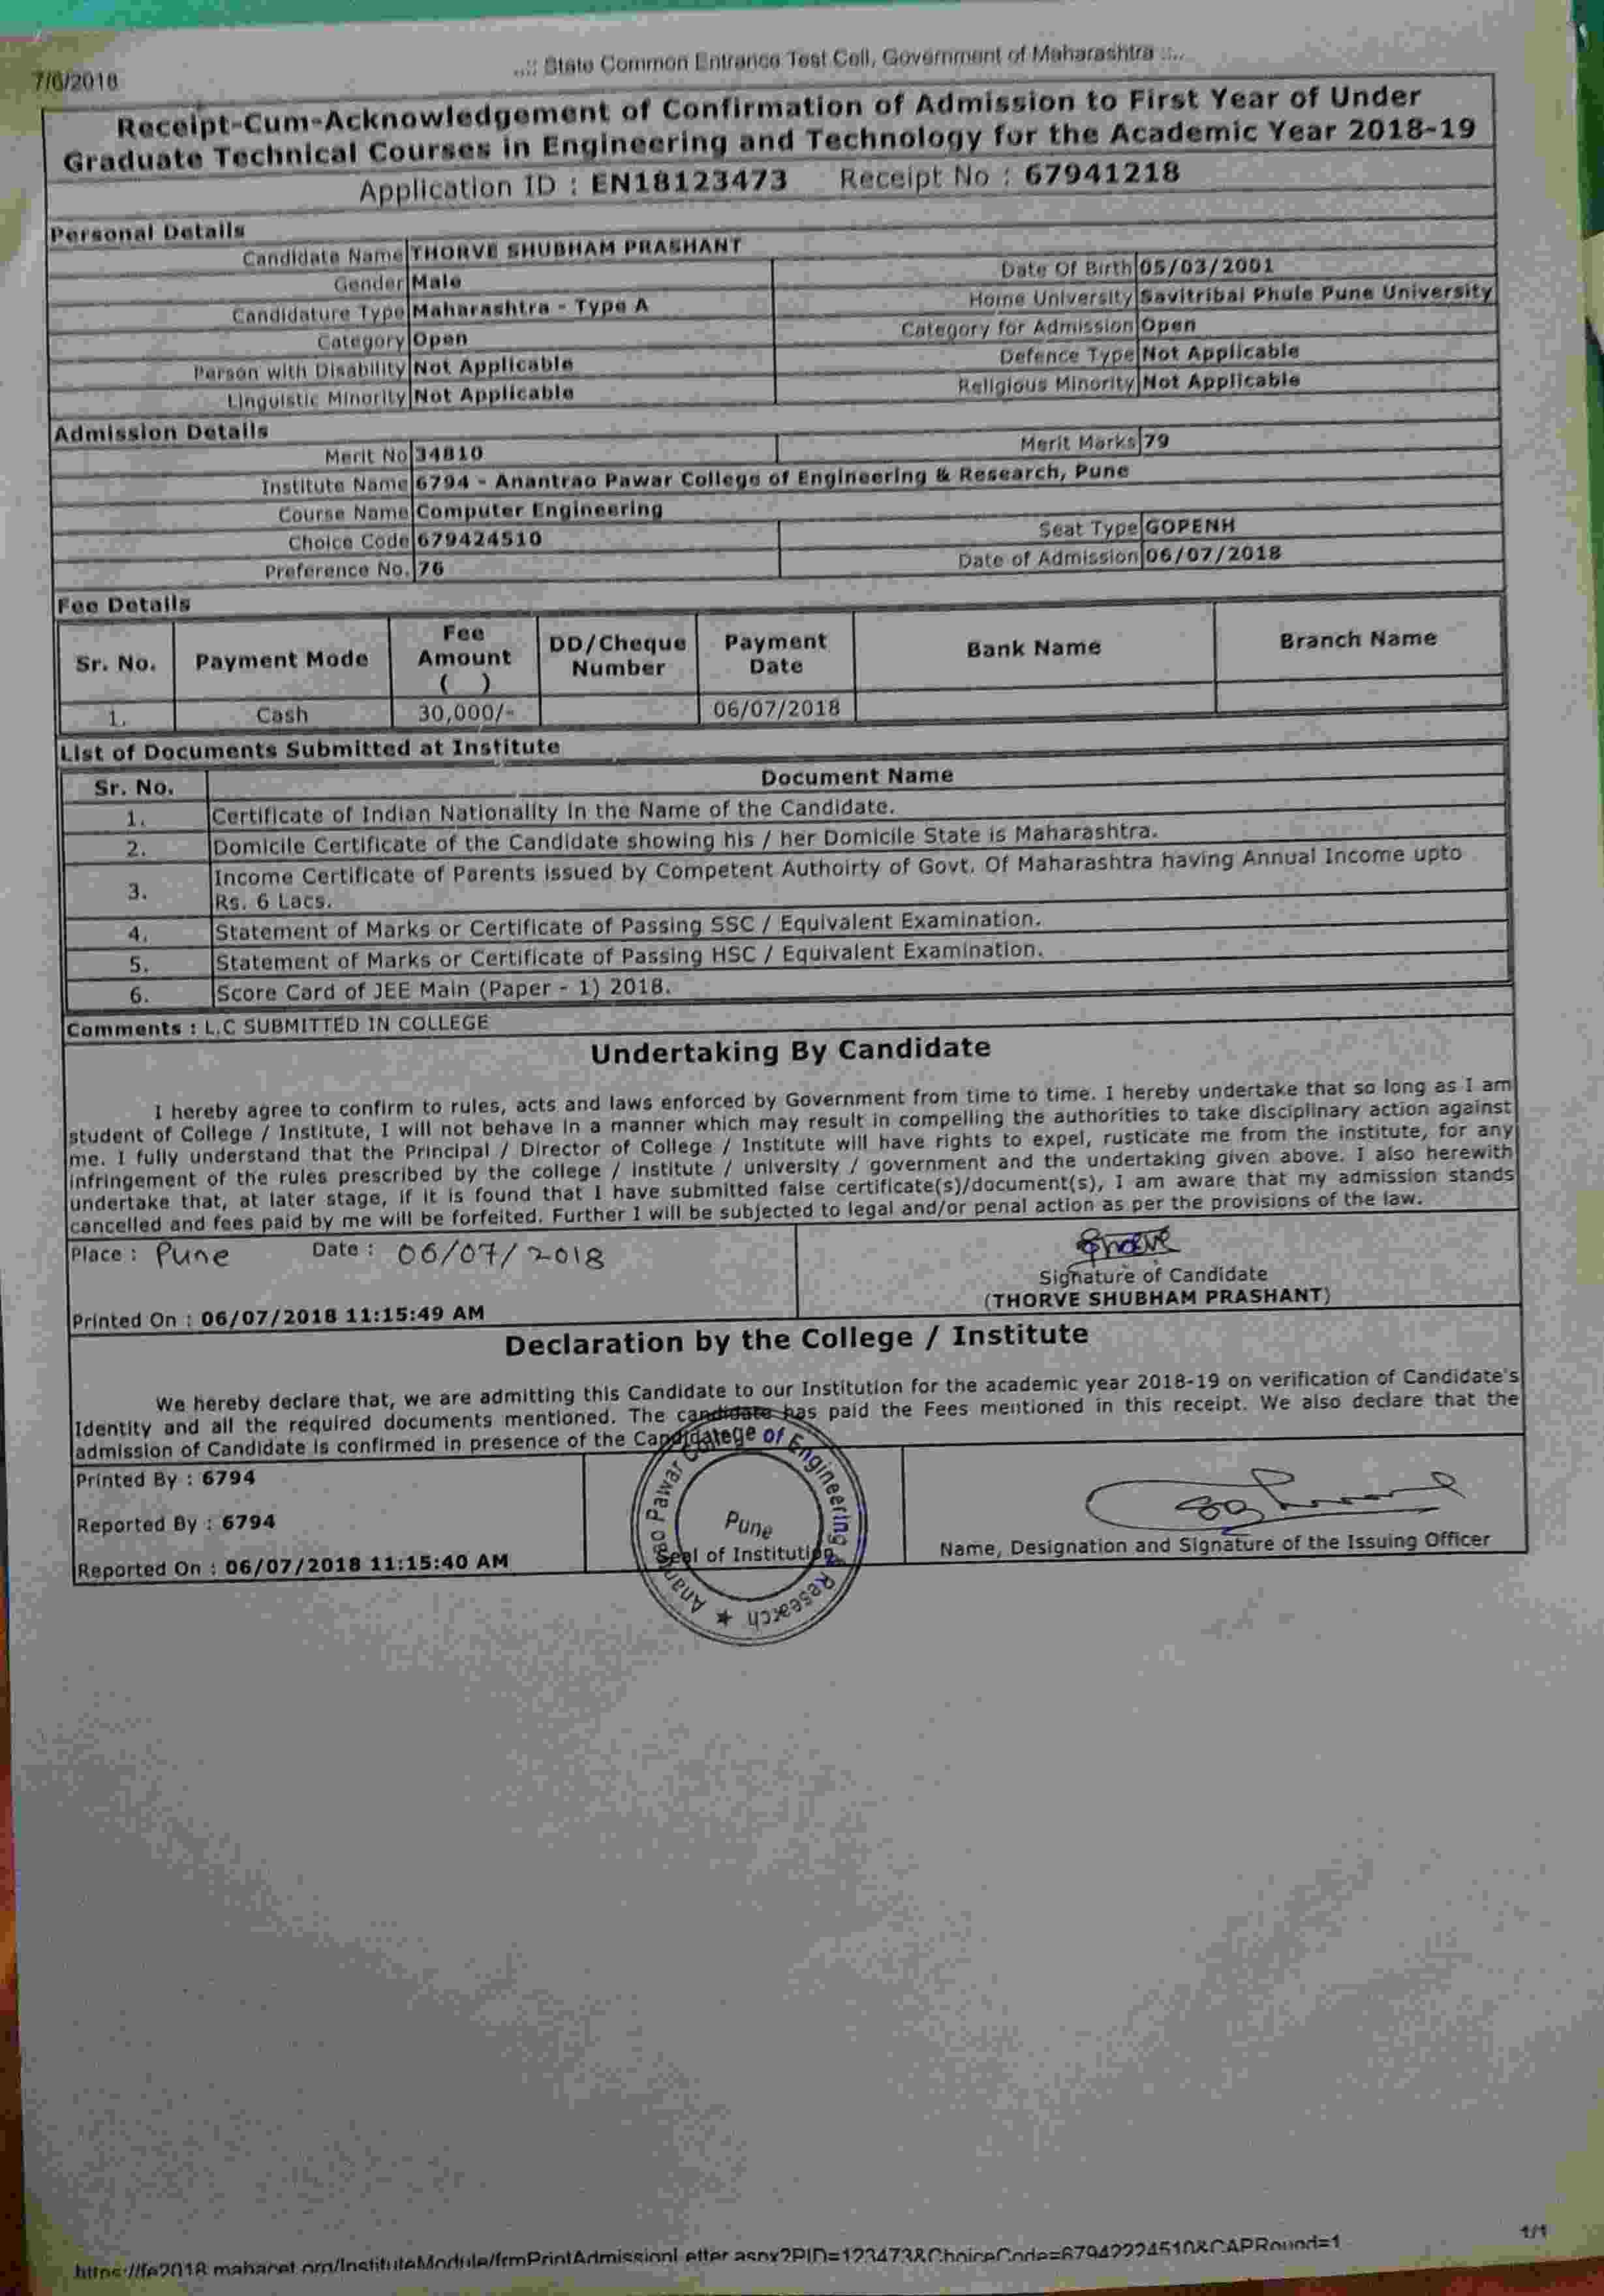 7/6/2018
..:: State Common Entrance Test Cell, Government of Maharashtra ::..
Receipt-Cum-Acknowledgement of Confirmation of Admission to First Year of Under
Graduate Technical Courses in Engineering and Technology for the Academic Year 2018-19
Application ID : EN18123473 Receipt No : 67941218
Personal Details
Candidate Name THORVE SHUBHAM PRASHANT
Gender Male Date Of Birth 05/03/2001
Candidature Type Maharashtra - Type A Home University Savitribai Phule Pune University
Category Open Category for Admission Open
Person with Disability Not Applicable Defence Type Not Applicable
Linguistic Minority Not Applicable Religious Minority Not Applicable
Admission Details
Merit No 34810 Merit Marks 79
Institute Name 6794 - Anantrao Pawar College of Engineering & Research, Pune
Course Name Computer Engineering
Choice Code 679424510 Seat Type GOPENH
Preference No. 76 Date of Admission 06/07/2018
Fee Details
Sr. No. Payment Mode Fee Amount ( ) DD/Cheque Number Payment Date Bank Name Branch Name
1. Cash 30,000/- 06/07/2018
List of Documents Submitted at Institute
Sr. No. Document Name
1. Certificate of Indian Nationality in the Name of the Candidate.
2. Domicile Certificate of the Candidate showing his / her Domicile State is Maharashtra.
3. Income Certificate of Parents issued by Competent Authoirty of Govt. Of Maharashtra having Annual Income upto
Rs. 6 Lacs.
4. Statement of Marks or Certificate of Passing SSC / Equivalent Examination.
5. Statement of Marks or Certificate of Passing HSC / Equivalent Examination.
6. Score Card of JEE Main (Paper - 1) 2018.
Comments : L.C SUBMITTED IN COLLEGE
Undertaking By Candidate
I hereby agree to confirm to rules, acts and laws enforced by Government from time to time. I hereby undertake that so long as I am
student of College / Institute, I will not behave in a manner which may result in compelling the authorities to take disciplinary action against
me. I fully understand that the Principal / Director of College / Institute will have rights to expel, rusticate me from the institute, for any
infringement of the rules prescribed by the college / institute / university / government and the undertaking given above. I also herewith
undertake that, at later stage, if it is found that I have submitted false certificate(s)/document(s), I am aware that my admission stands
cancelled and fees paid by me will be forfeited. Further I will be subjected to legal and/or penal action as per the provisions of the law.
Place : Pune Date : 06/07/2018
Signature of Candidate
(THORVE SHUBHAM PRASHANT)
Printed On : 06/07/2018 11:15:49 AM
Declaration by the College / Institute
We hereby declare that, we are admitting this Candidate to our Institution for the academic year 2018-19 on verification of Candidate's
Identity and all the required documents mentioned. The candidate has paid the Fees mentioned in this receipt. We also declare that the
admission of Candidate is confirmed in presence of the Candidate.
Printed By : 6794
Reported By : 6794
Reported On : 06/07/2018 11:15:40 AM
Anantrao Pawar College of Engineering & Research
Pune
Seal of Institution
Name, Designation and Signature of the Issuing Officer
https://fe2018.mahacet.org/InstituteModule/frmPrintAdmissionLetter.aspx?PID=123473&ChoiceCode=67942224510&CAPRound=1
1/1